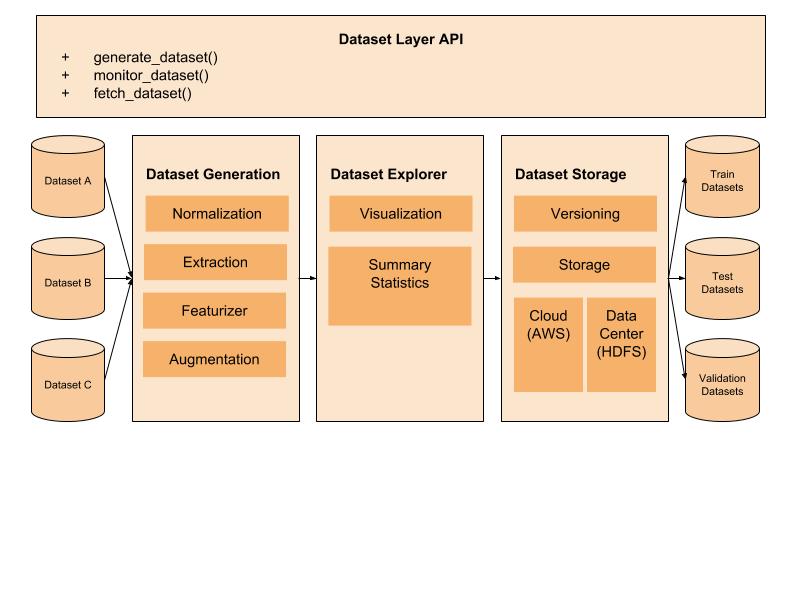 Dataset Layer API
+ generate_dataset()
+ monitor_dataset()
+ fetch_dataset()
Dataset A
Dataset B
Dataset C
Dataset Generation
Normalization
Extraction
Featurizer
Augmentation
Dataset Explorer
Visualization
Summary
Statistics
Dataset Storage
Versioning
Storage
Cloud
(AWS)
Data
Center
(HDFS)
Train
Datasets
Test
Datasets
Validation
Datasets